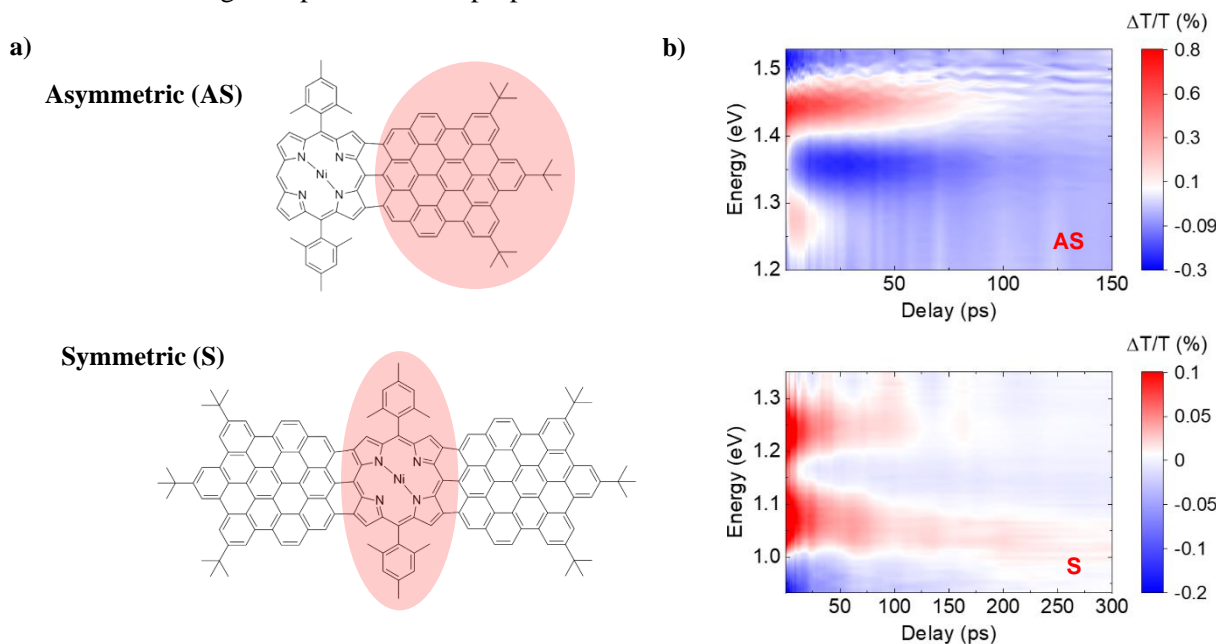 a)
Asymmetric (AS)
N
N
Ni
N
N
Symmetric (S)
N
N
Ni
N
N
b)
ΔT/T (%)
1.5
1.4
1.3
1.2
Energy (eV)
AS
50
100
150
Delay (ps)
0.8
0.6
0.3
0.1
-0.09
-0.3
ΔT/T (%)
1.3
1.2
1.1
1.0
Energy (eV)
S
50
100
150
200
250
300
Delay (ps)
0.1
0.05
0
-0.05
-0.1
-0.2